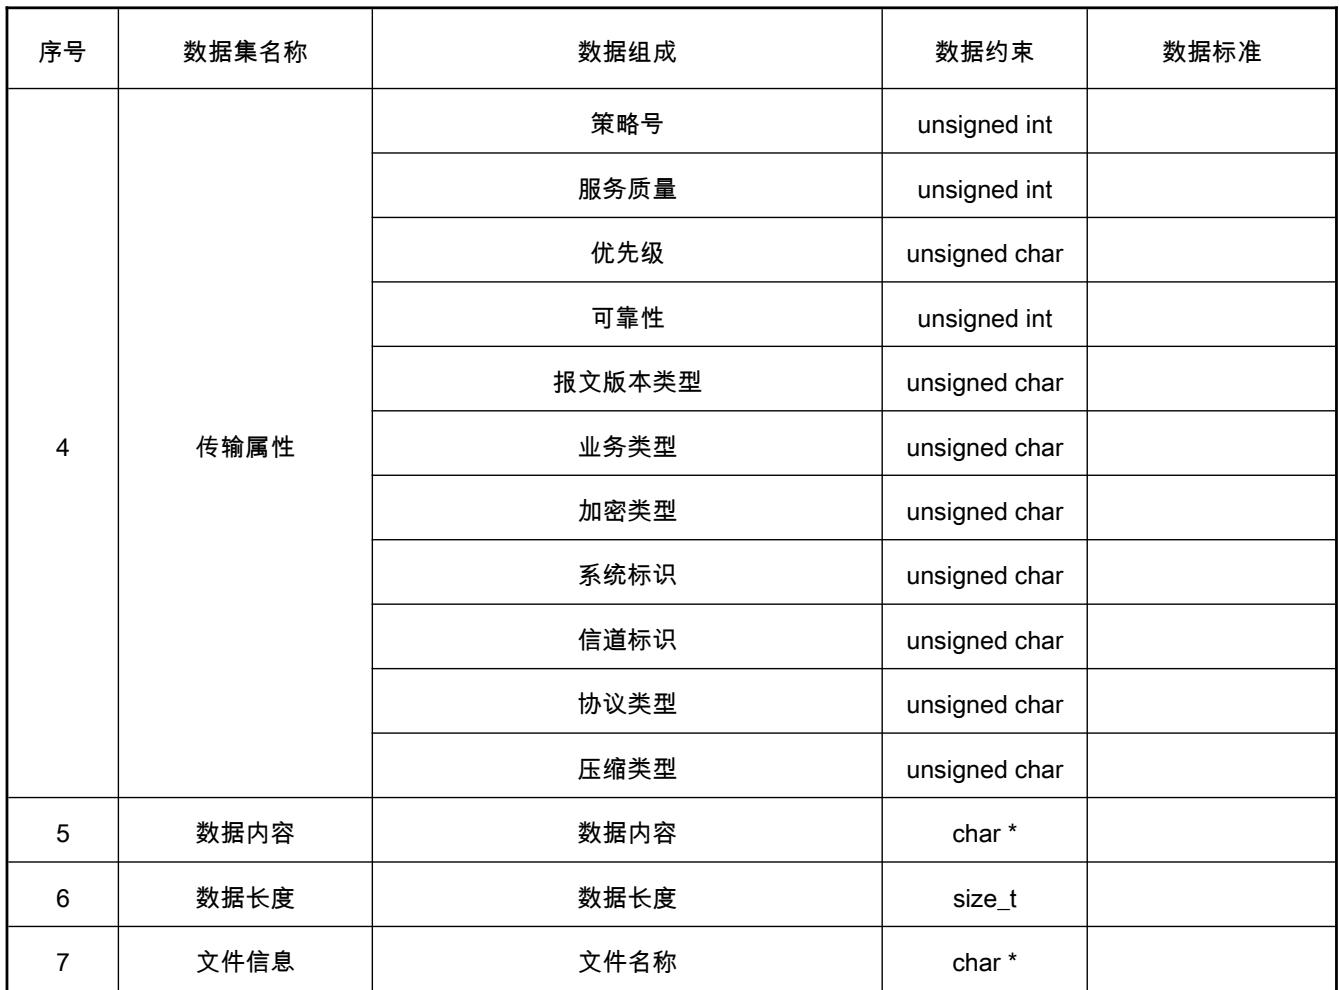 序号 数据集名称 数据组成 数据约束 数据标准
策略号 unsigned int
服务质量 unsigned int
优先级 unsigned char
可靠性 unsigned int
报文版本类型 unsigned char
4 传输属性 业务类型 unsigned char
加密类型 unsigned char
系统标识 unsigned char
信道标识 unsigned char
协议类型 unsigned char
压缩类型 unsigned char
5 数据内容 数据内容 char *
6 数据长度 数据长度 size_t
7 文件信息 文件名称 char *